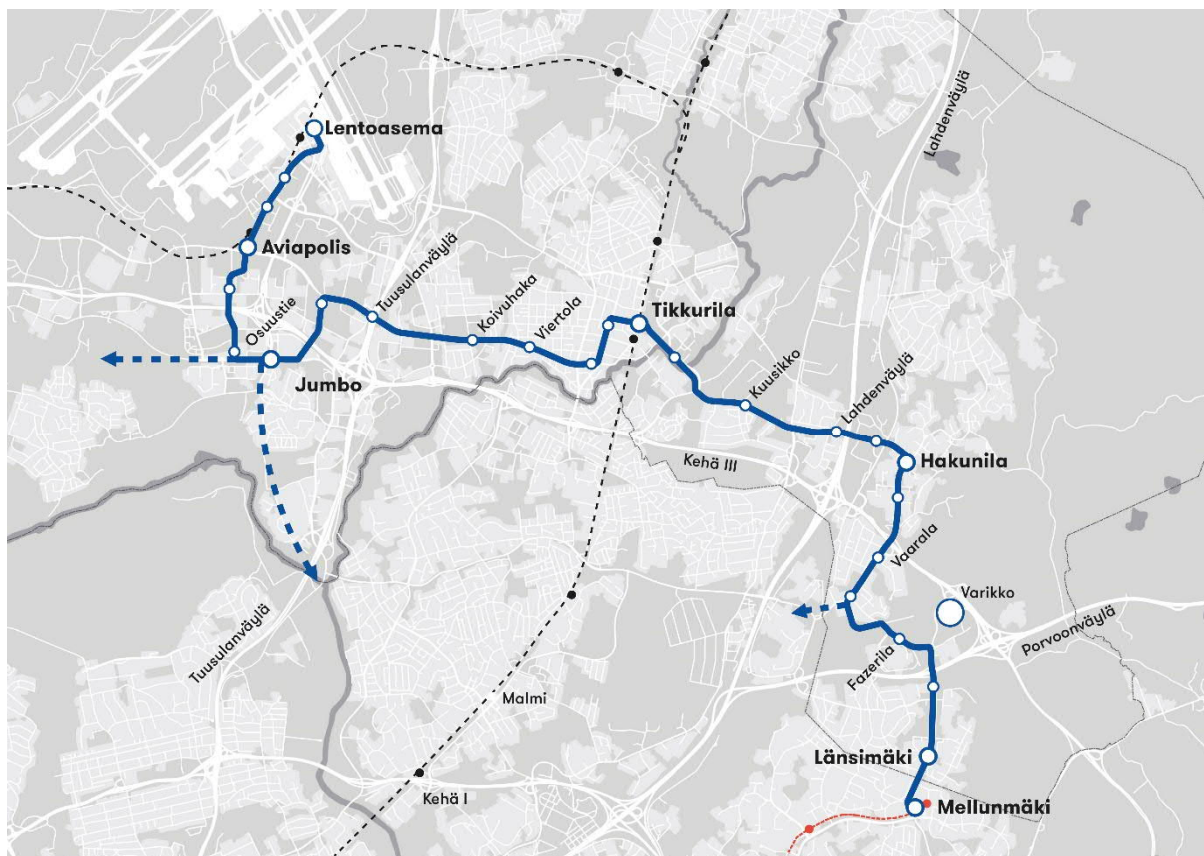 Lentoasema
Lahdenväylä
Aviapolis
Tuusulanväylä
Osuustie
Koivuhaka
Viertola
Tikkurila
Jumbo
Kuusikko
Lahdenväylä
Kehä III
Hakunila
Vaarala
Varikko
Tuusulanväylä
Fazerila
Porvoonväylä
Malmi
Länsimäki
Kehä I
Mellunmäki